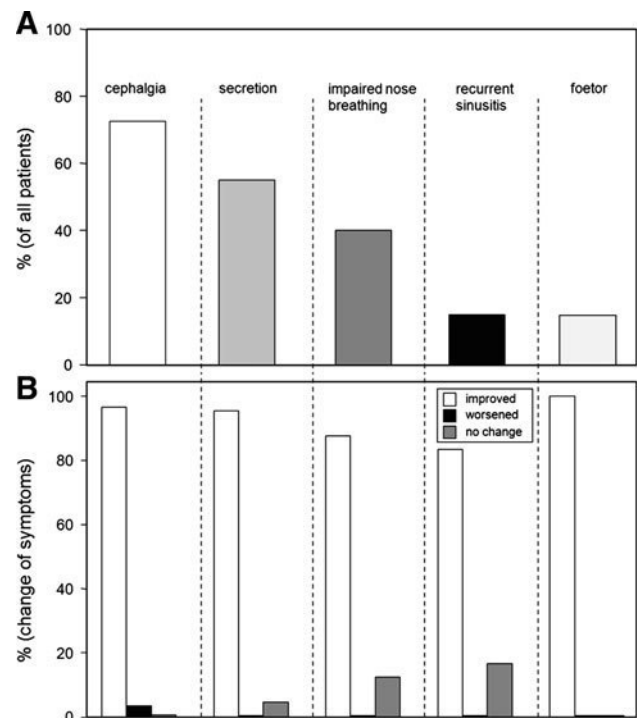 A
100
80
60
40
20
0
% (of all patients)
cephalgia
secretion
impaired nose
breathing
recurrent
sinusitis
foetor
B
100
80
60
40
20
0
% (change of symptoms)
improved
worsened
no change